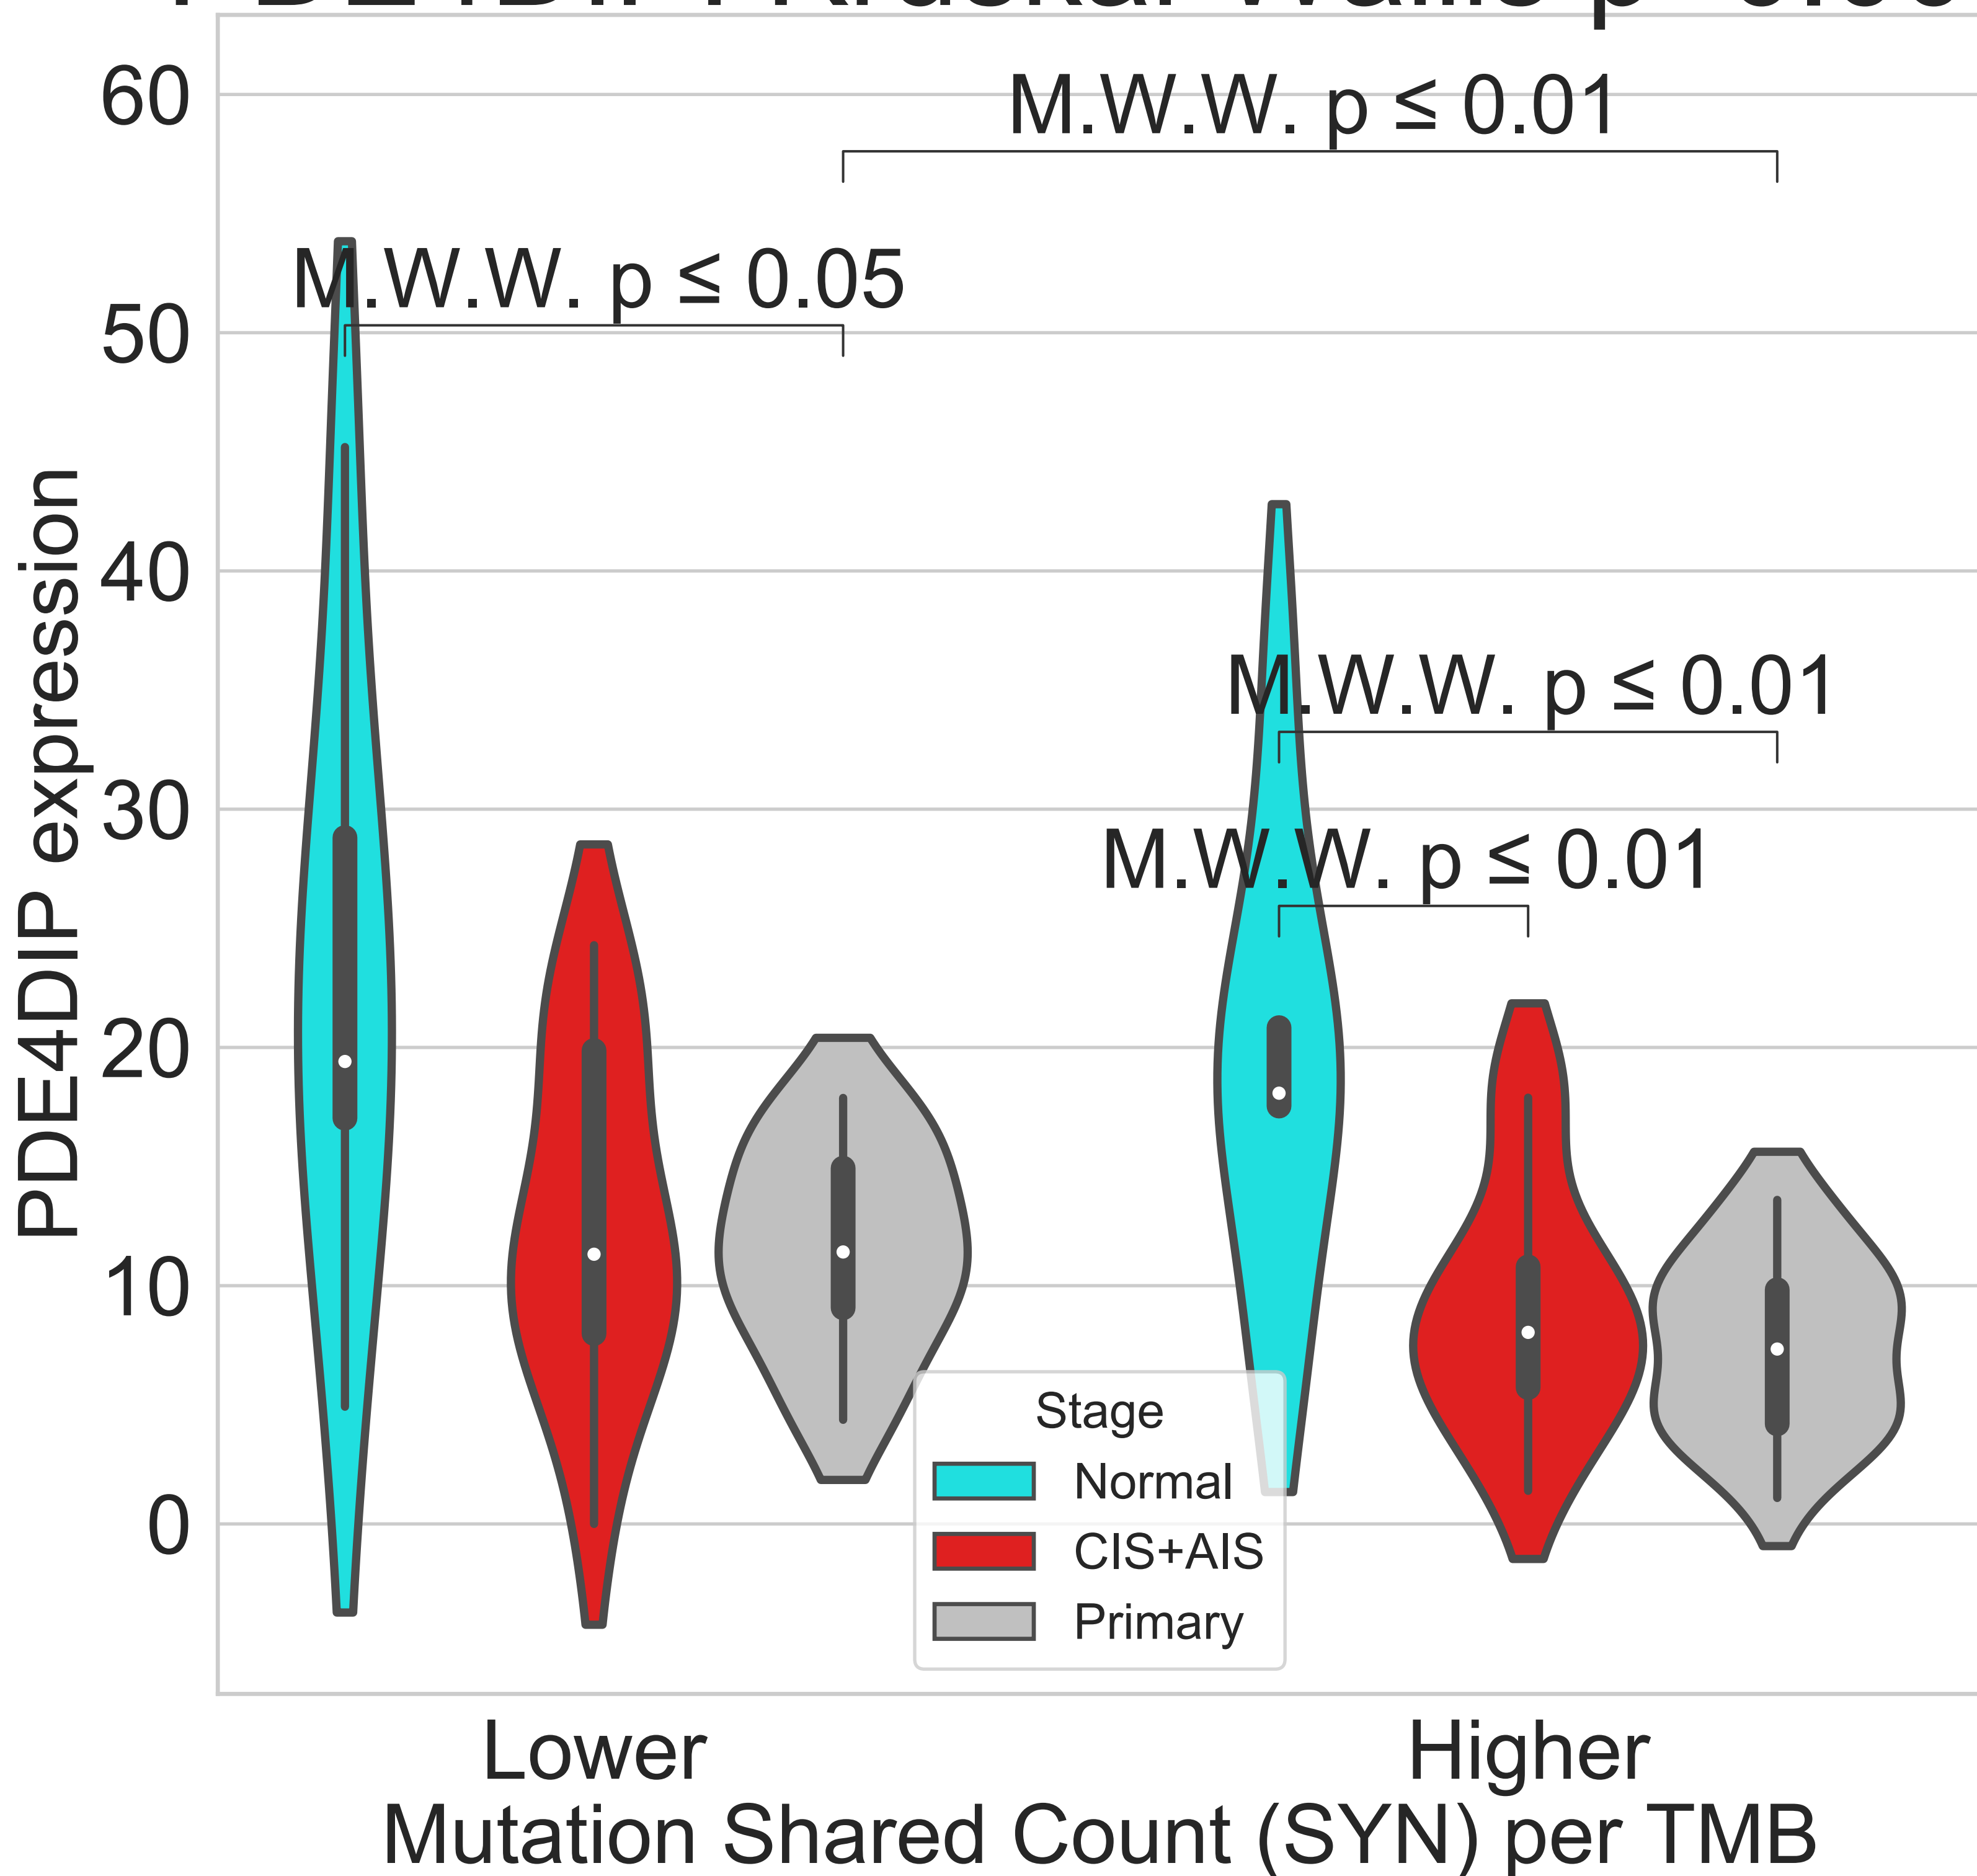 60
M.W.W. p ≤ 0.01
M.W.W. p ≤ 0.05
50
40
PDE4DIP expression
M.W.W. p ≤ 0.01
30
M.W.W. p ≤ 0.01
20
10
0
Stage
Normal
CIS+AIS
Primary
Lower
Higher
Mutation Shared Count (SYN) per TMB